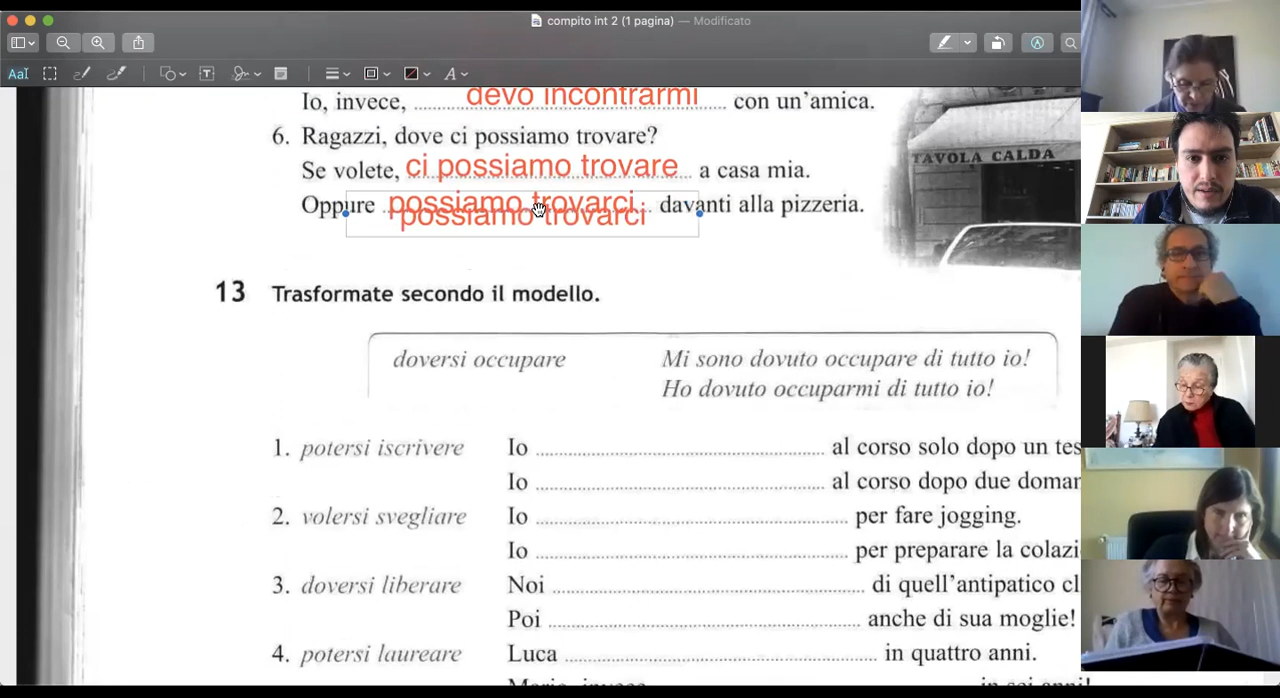 compito int 2 (1 pagina) — Modificato
AaI
T
A
Io, invece, devo incontrarmi con un'amica.
6. Ragazzi, dove ci possiamo trovare?
Se volete, ci possiamo trovare a casa mia.
Oppure possiamo trovarci davanti alla pizzeria.
possiamo trovarci
TAVOLA CALDA
13 Trasformate secondo il modello.
doversi occupare Mi sono dovuto occupare di tutto io!
Ho dovuto occuparmi di tutto io!
1. potersi iscrivere Io ........ al corso solo dopo un tes
Io ........ al corso dopo due doman
2. volersi svegliare Io ........ per fare jogging.
Io ........ per preparare la colazi
3. doversi liberare Noi ........ di quell'antipatico cl
Poi ........ anche di sua moglie!
4. potersi laureare Luca ........ in quattro anni.